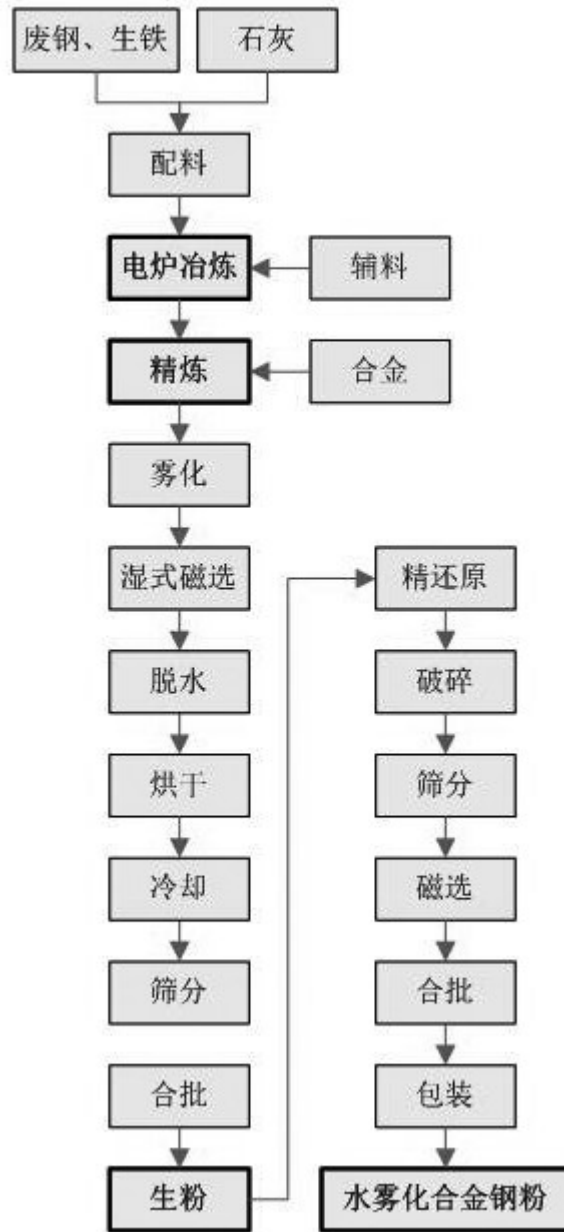 废钢、生铁
石灰
配料
电炉冶炼
辅料
精炼
合金
雾化
湿式磁选
脱水
烘干
冷却
筛分
合批
生粉
精还原
破碎
筛分
磁选
合批
包装
水雾化合金钢粉